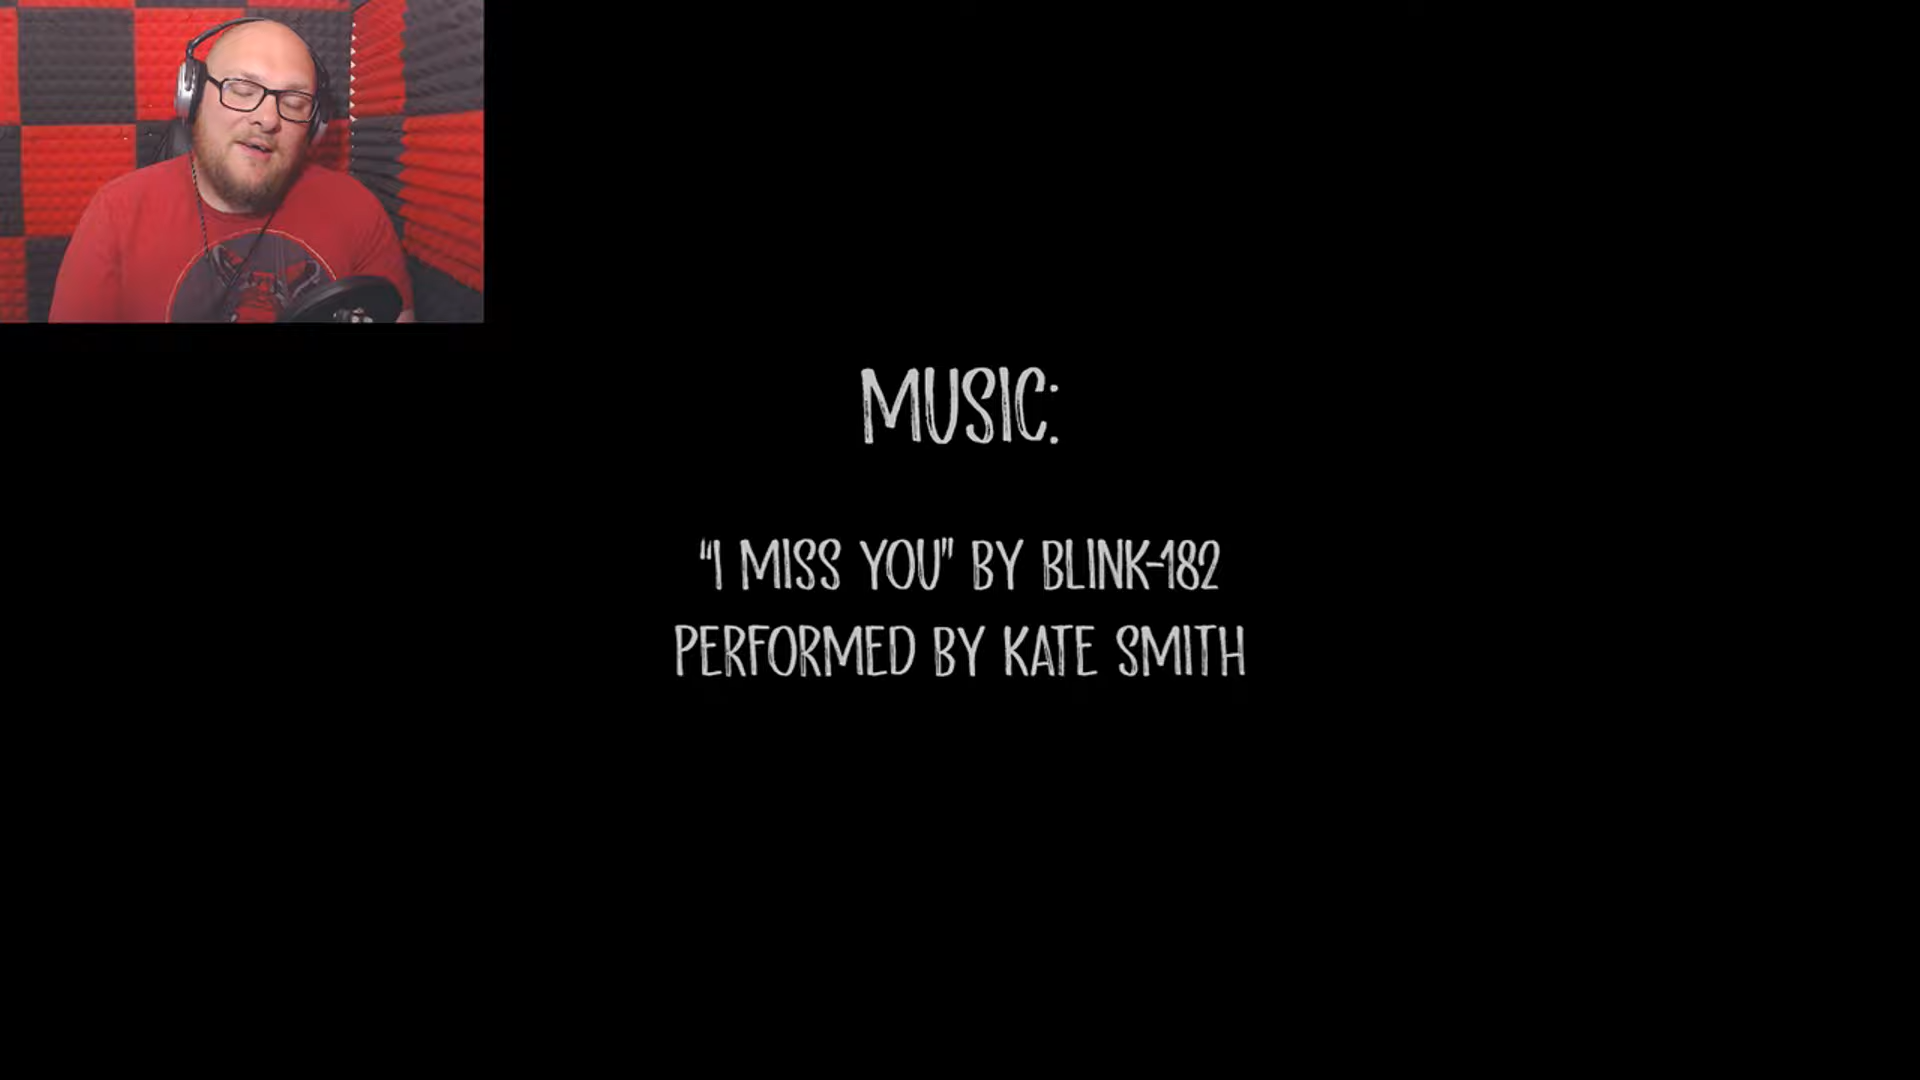 MUSIC:
"I MISS YOU" BY BLINK-182
PERFORMED BY KATE SMITH